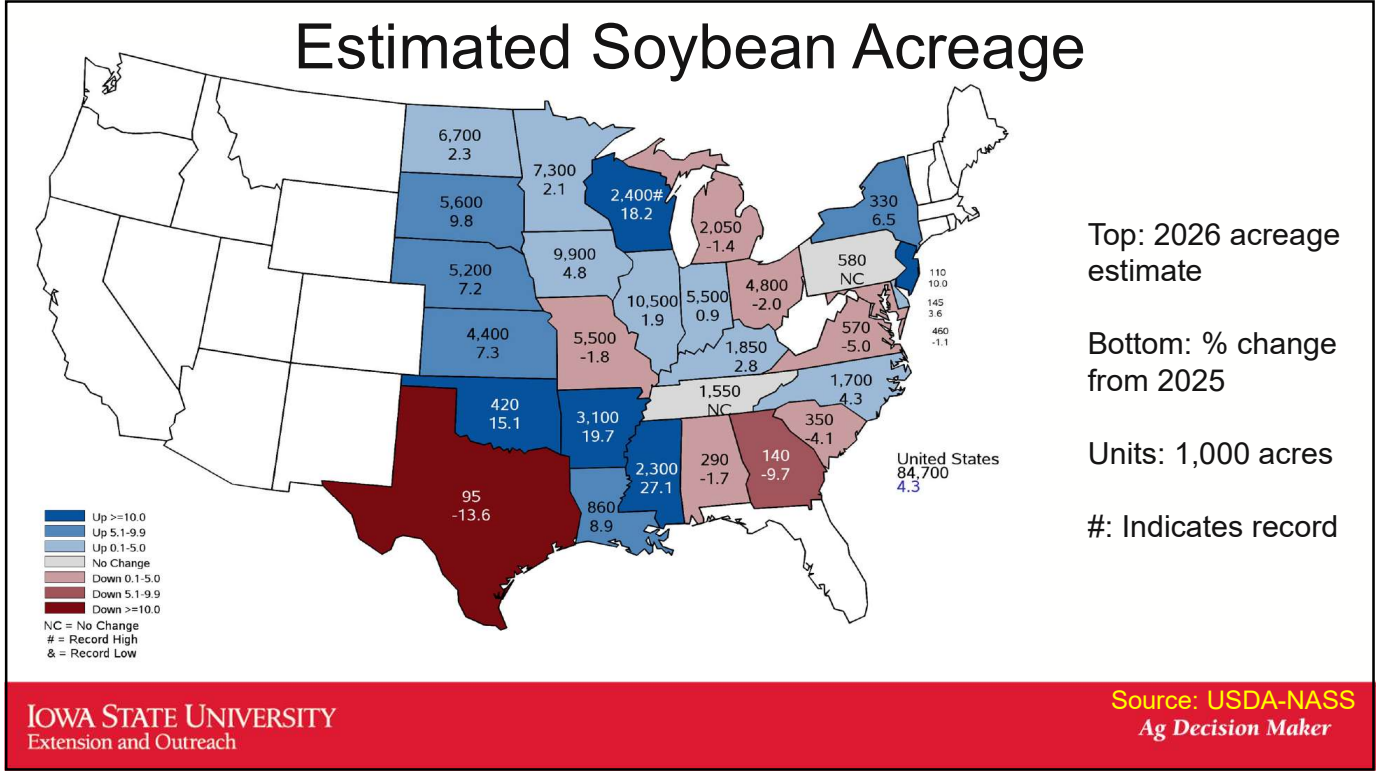 Estimated Soybean Acreage
6,700
2.3
7,300
2.1
2,400#
18.2
2,050
-1.4
330
6.5
5,600
9.8
5,200
7.2
9,900
4.8
10,500
1.9
5,500
0.9
4,800
-2.0
580
NC
110
10.0
145
3.6
460
-1.1
4,400
7.3
5,500
-1.8
1,850
2.8
570
-5.0
420
15.1
3,100
19.7
1,550
NC
1,700
4.3
350
-4.1
95
-13.6
860
8.9
2,300
27.1
290
-1.7
140
-9.7
United States
84,700
4.3
Up >=10.0
Up 5.1-9.9
Up 0.1-5.0
No Change
Down 0.1-5.0
Down 5.1-9.9
Down >=10.0
NC = No Change
# = Record High
& = Record Low
Top: 2026 acreage
estimate
Bottom: % change
from 2025
Units: 1,000 acres
#: Indicates record
IOWA STATE UNIVERSITY
Extension and Outreach
Source: USDA-NASS
Ag Decision Maker